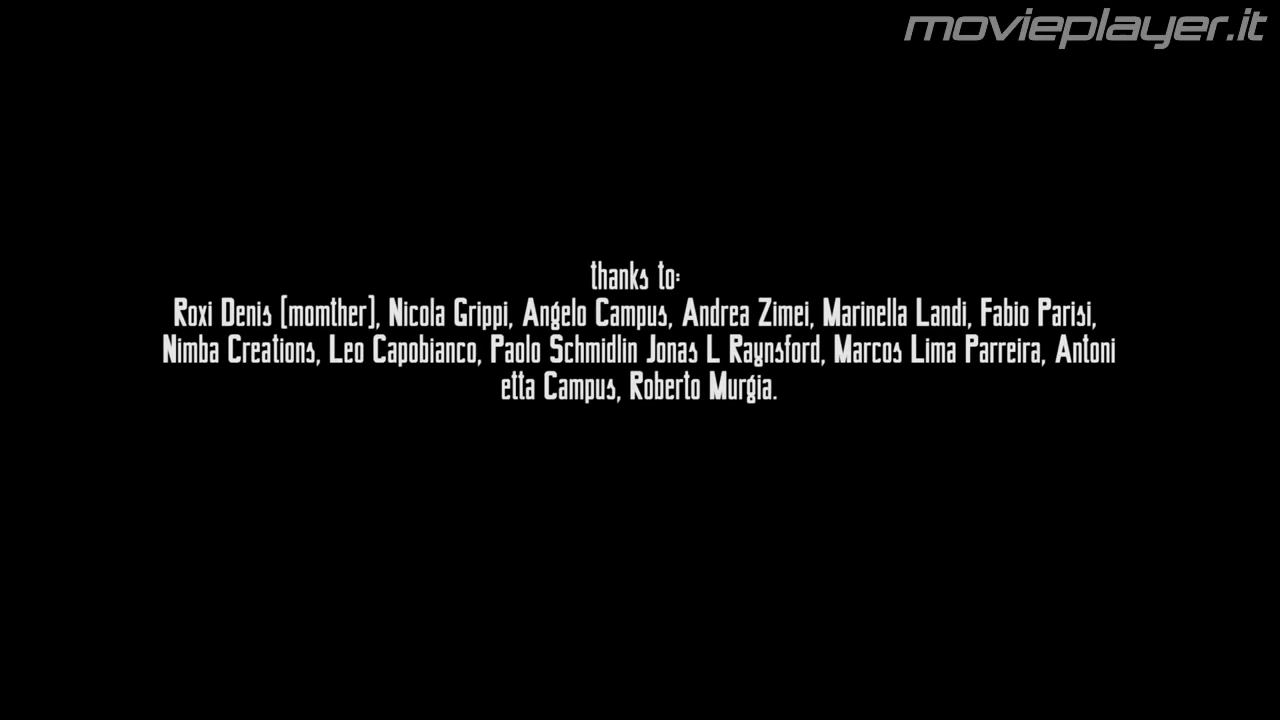 movieplayer.it
thanks to:
Roxi Denis (momther), Nicola Grippi, Angelo Campus, Andrea Zimei, Marinella Landi, Fabio Parisi,
Nimba Creations, Leo Capobianco, Paolo Schmidlin Jonas L Raynsford, Marcos Lima Parreira, Antoni
etta Campus, Roberto Murgia.